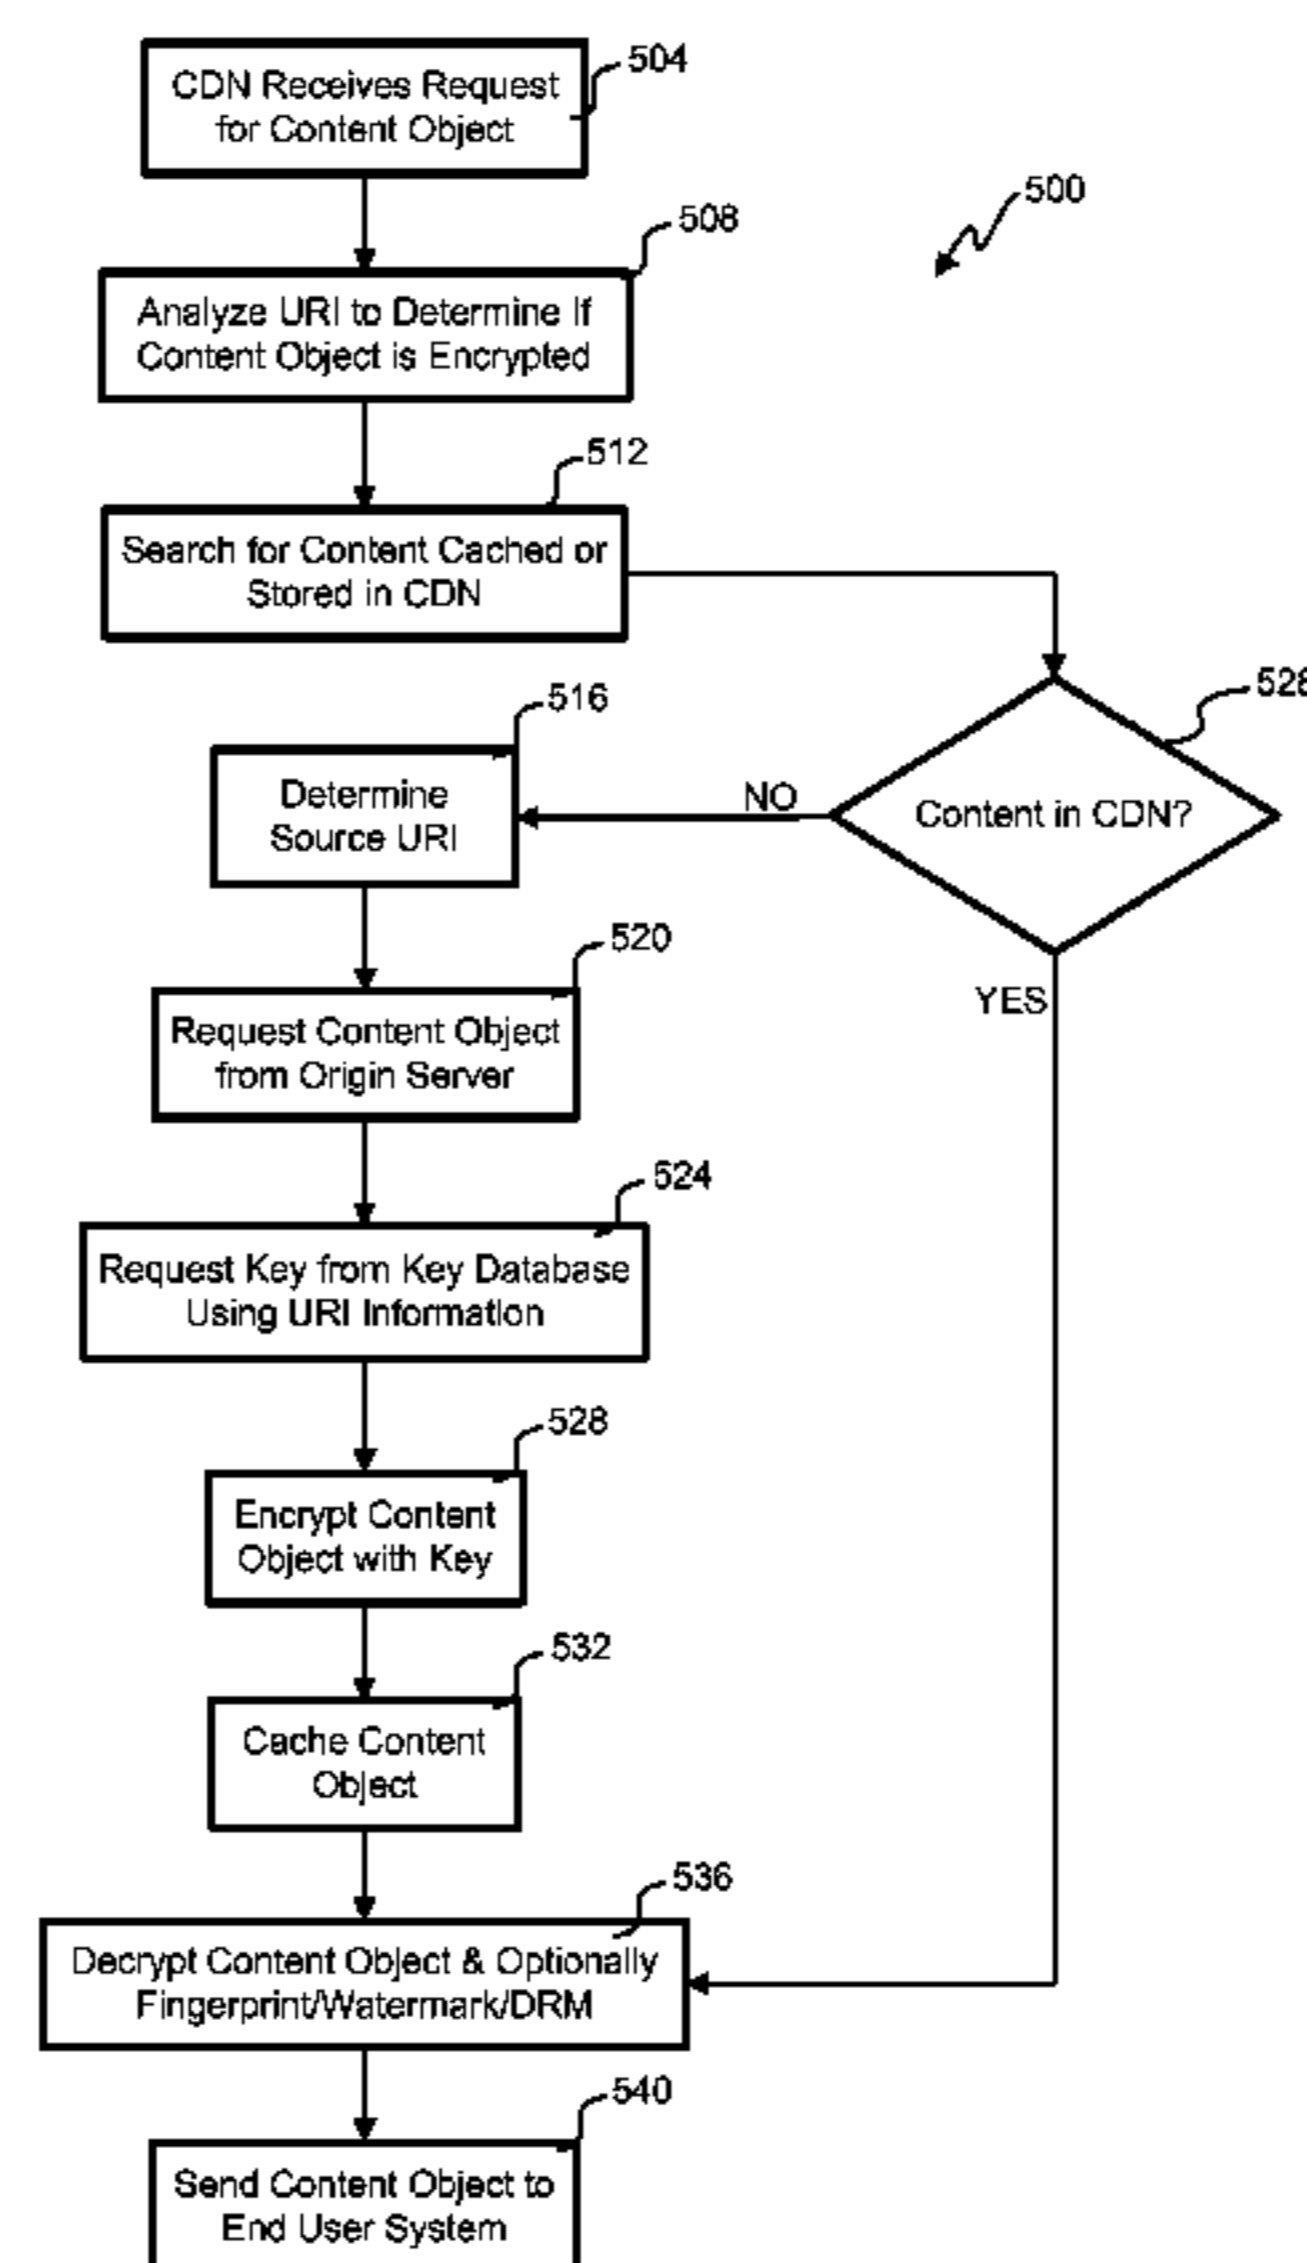 504
CDN Receives Request
for Content Object
500
508
Analyze URI to Determine If
Content Object is Encrypted
512
Search for Content Cached or
Stored in CDN
528
Content in CDN?
NO
YES
516
Determine
Source URI
520
Request Content Object
from Origin Server
524
Request Key from Key Database
Using URI Information
528
Encrypt Content
Object with Key
532
Cache Content
Object
536
Decrypt Content Object & Optionally
Fingerprint/Watermark/DRM
540
Send Content Object to
End User System